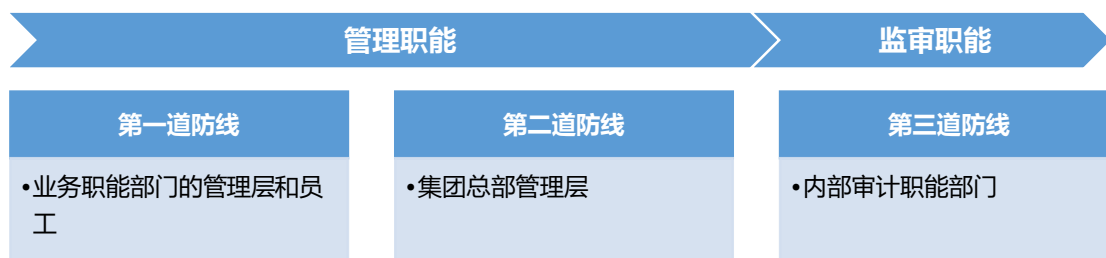 管理职能
监审职能
第一道防线
第二道防线
第三道防线
•业务职能部门的管理层和员
工
•集团总部管理层
•内部审计职能部门